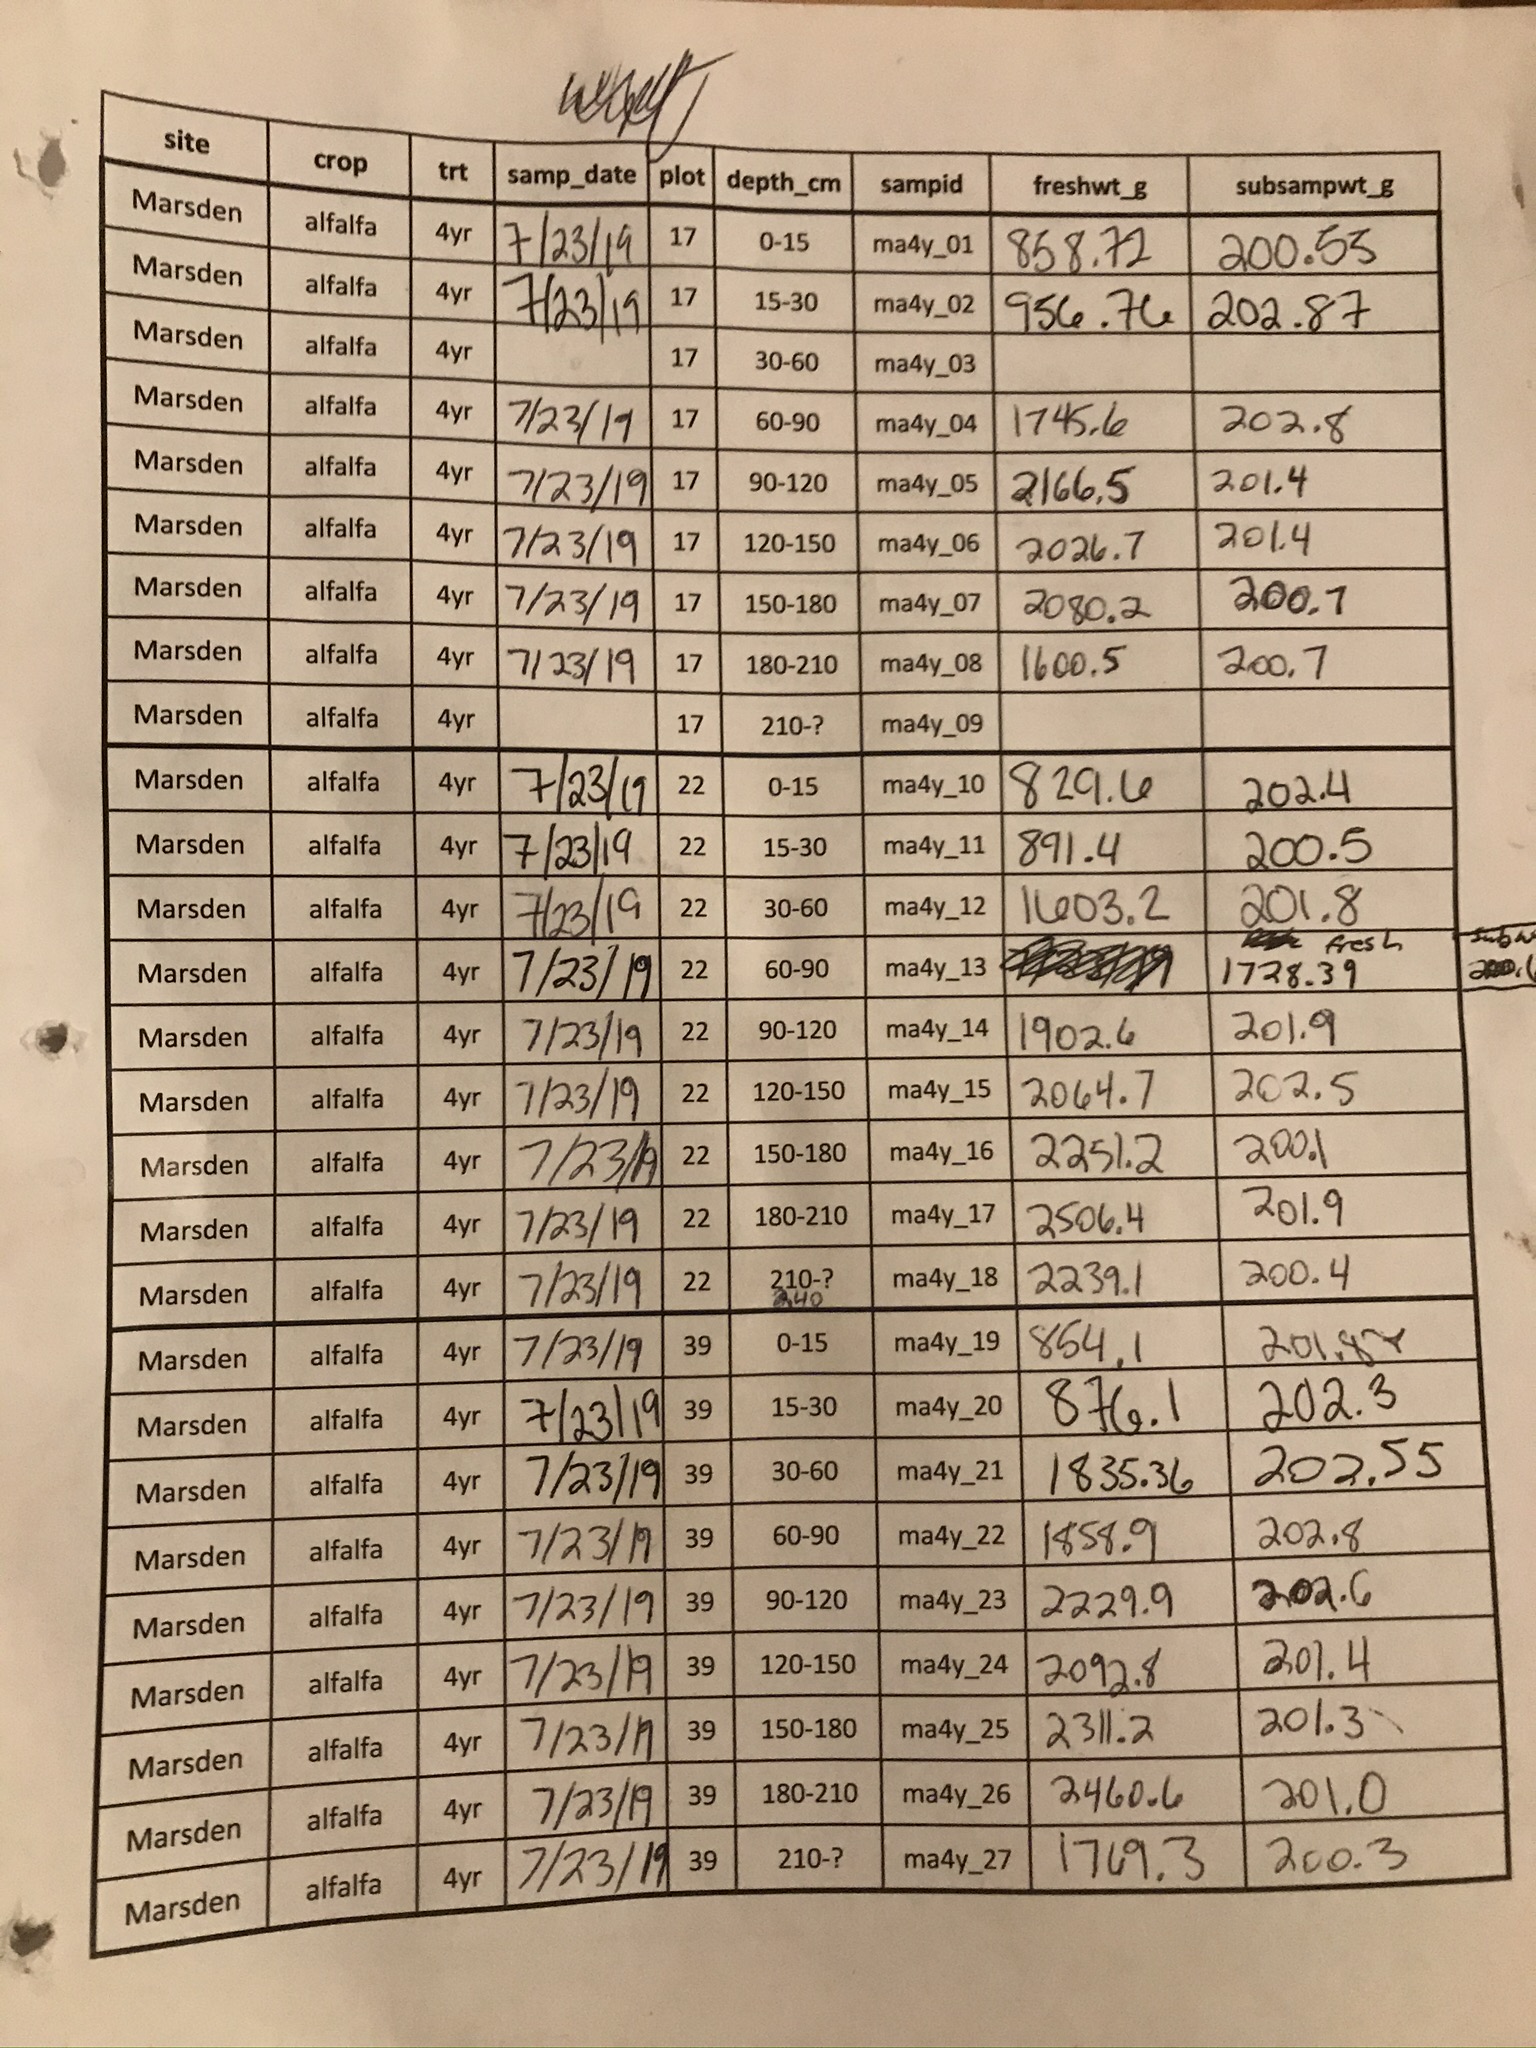 site crop trt samp_date plot depth_cm sampid freshwt_g subsampwt_g
Marsden alfalfa 4yr 7/23/19 17 0-15 ma4y_01 858.72 200.55
Marsden alfalfa 4yr 7/23/19 17 15-30 ma4y_02 956.76 202.87
Marsden alfalfa 4yr 17 30-60 ma4y_03
Marsden alfalfa 4yr 7/23/19 17 60-90 ma4y_04 1745.6 202.8
Marsden alfalfa 4yr 7/23/19 17 90-120 ma4y_05 2166.5 201.4
Marsden alfalfa 4yr 7/23/19 17 120-150 ma4y_06 2026.7 201.4
Marsden alfalfa 4yr 7/23/19 17 150-180 ma4y_07 2080.2 200.7
Marsden alfalfa 4yr 7/23/19 17 180-210 ma4y_08 1600.5 200.7
Marsden alfalfa 4yr 17 210-? ma4y_09
Marsden alfalfa 4yr 7/23/19 22 0-15 ma4y_10 829.6 202.4
Marsden alfalfa 4yr 7/23/19 22 15-30 ma4y_11 891.4 200.5
Marsden alfalfa 4yr 7/23/19 22 30-60 ma4y_12 1603.2 201.8
fresh
Marsden alfalfa 4yr 7/23/19 22 60-90 ma4y_13 1728.39
Marsden alfalfa 4yr 7/23/19 22 90-120 ma4y_14 1902.6 201.9
Marsden alfalfa 4yr 7/23/19 22 120-150 ma4y_15 2064.7 202.5
Marsden alfalfa 4yr 7/23/19 22 150-180 ma4y_16 2251.2 200.1
Marsden alfalfa 4yr 7/23/19 22 180-210 ma4y_17 2506.4 201.9
Marsden alfalfa 4yr 7/23/19 22 210-? ma4y_18 2239.1 200.4
240
Marsden alfalfa 4yr 7/23/19 39 0-15 ma4y_19 854.1
Marsden alfalfa 4yr 7/23/19 39 15-30 ma4y_20 876.1 202.3
Marsden alfalfa 4yr 7/23/19 39 30-60 ma4y_21 1835.36 202.55
Marsden alfalfa 4yr 7/23/19 39 60-90 ma4y_22 1858.9 202.8
Marsden alfalfa 4yr 7/23/19 39 90-120 ma4y_23 2229.9 202.6
Marsden alfalfa 4yr 7/23/19 39 120-150 ma4y_24 2092.8 201.4
Marsden alfalfa 4yr 7/23/19 39 150-180 ma4y_25 2311.2 201.3
Marsden alfalfa 4yr 7/23/19 39 180-210 ma4y_26 2460.6 201.0
Marsden alfalfa 4yr 7/23/19 39 210-? ma4y_27 1769.3 200.3